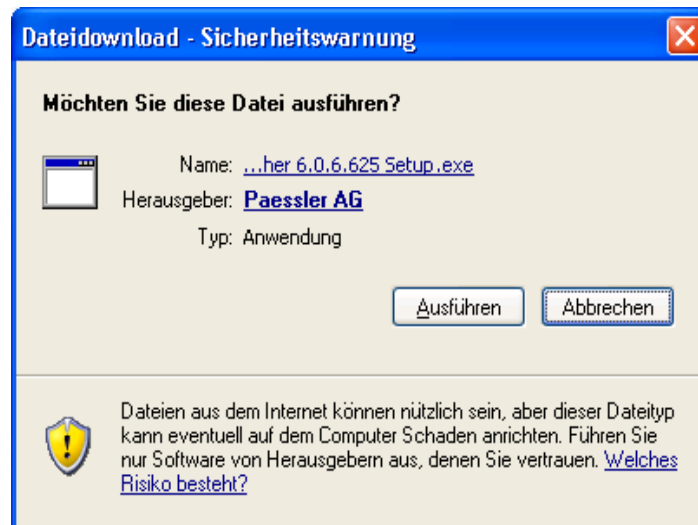 Dateidownload - Sicherheitswarnung
Möchten Sie diese Datei ausführen?
Name: ...her 6.0.6.625 Setup.exe
Herausgeber: Paessler AG
Typ: Anwendung
Ausführen Abbrechen
Dateien aus dem Internet können nützlich sein, aber dieser Dateityp
kann eventuell auf dem Computer Schaden anrichten. Führen Sie
nur Software von Herausgebern aus, denen Sie vertrauen. Welches
Risiko besteht?